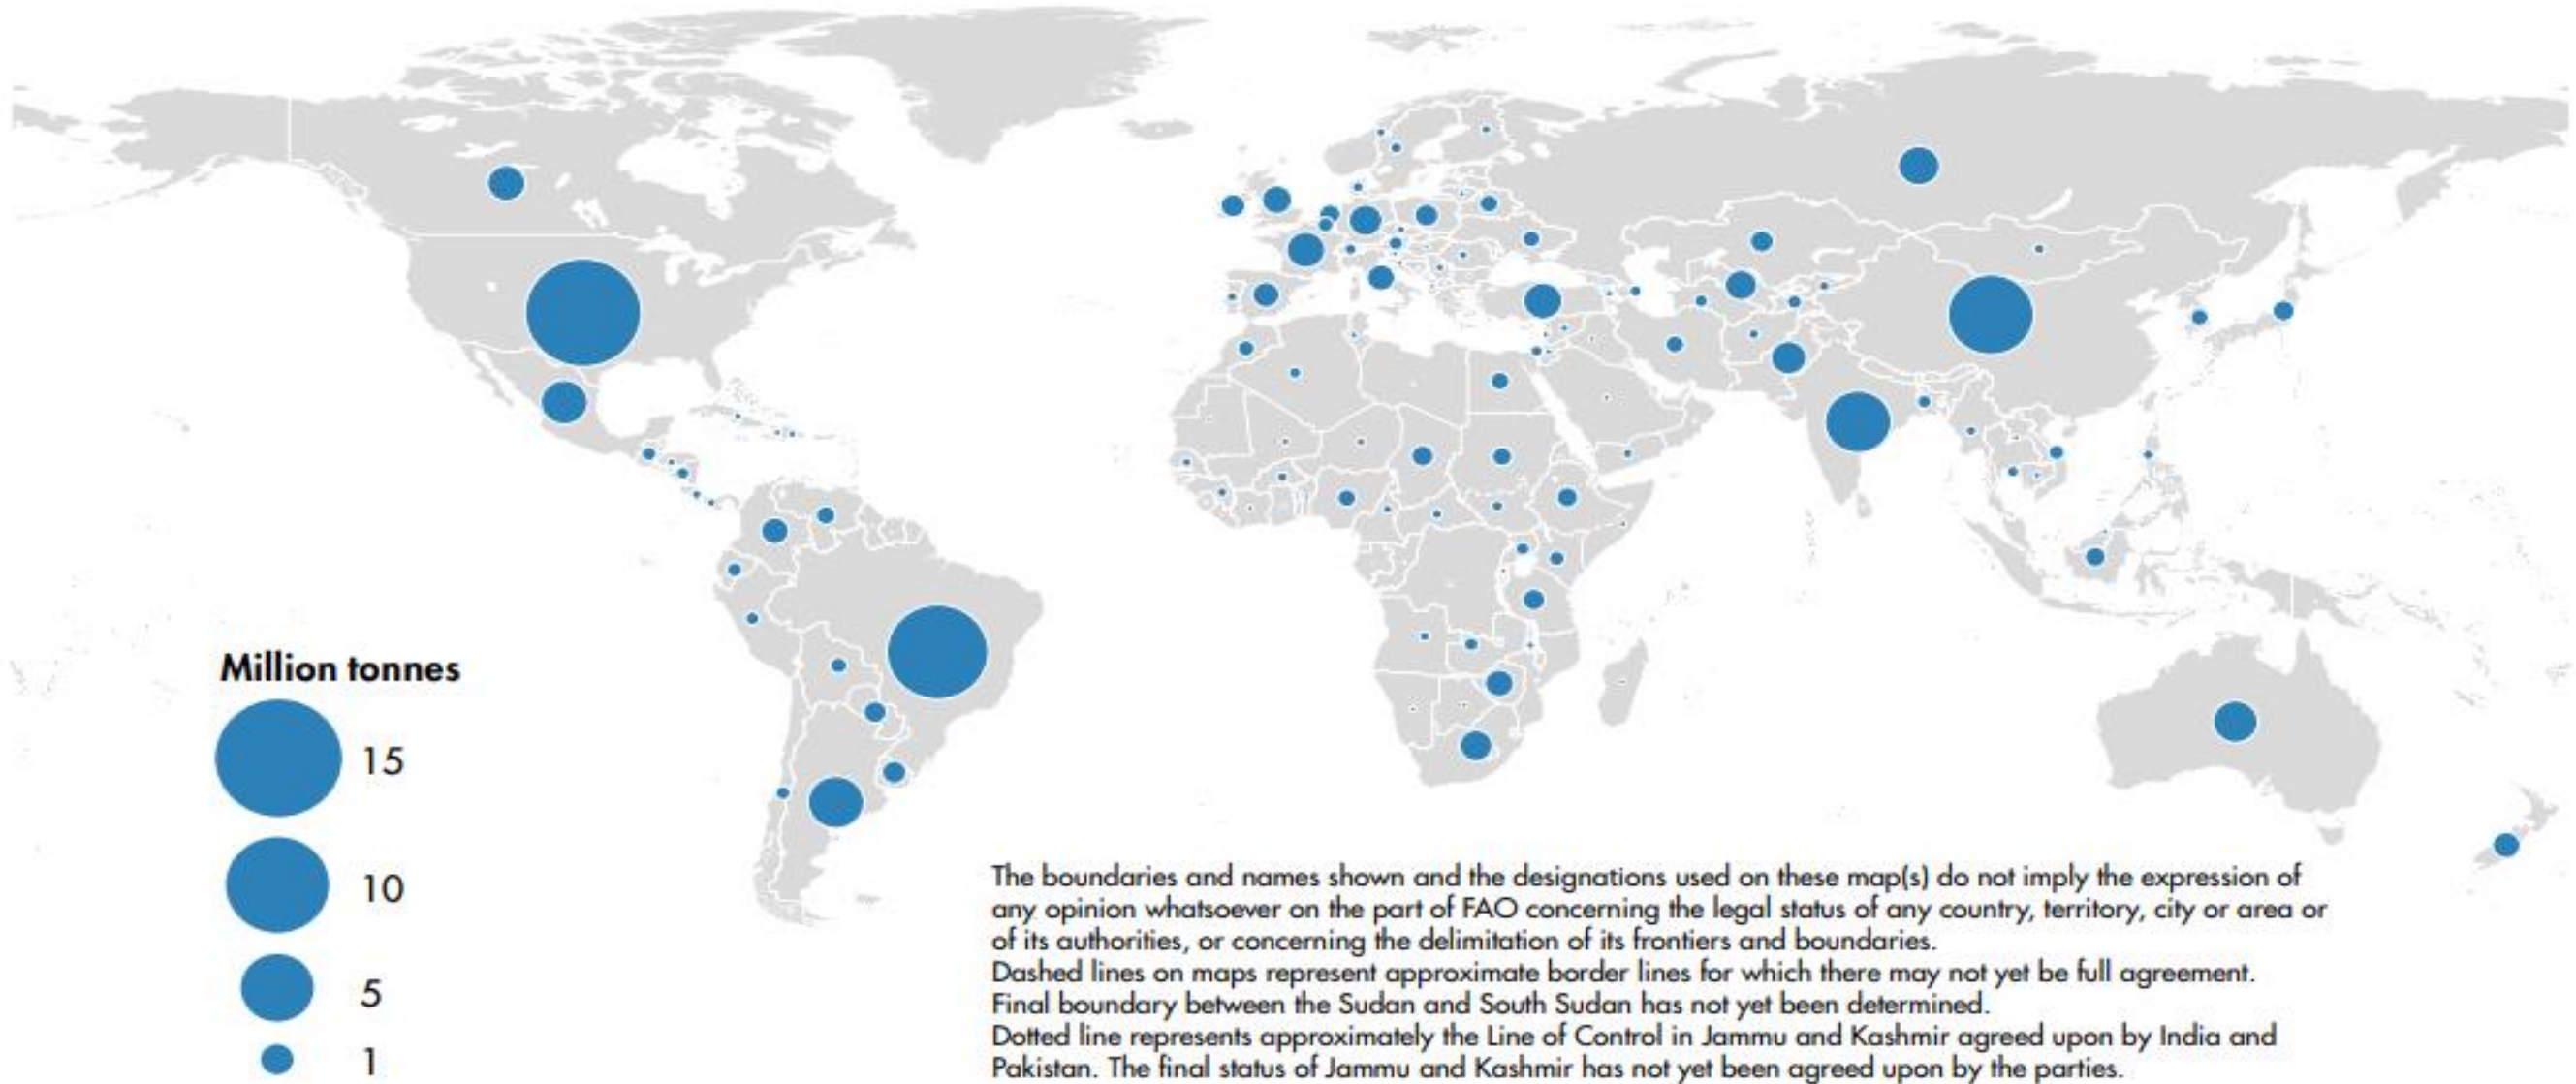 Million tonnes
15
10
5
1
The boundaries and names shown and the designations used on these map(s) do not imply the expression of
any opinion whatsoever on the part of FAO concerning the legal status of any country, territory, city or area or
of its authorities, or concerning the delimitation of its frontiers and boundaries.
Dashed lines on maps represent approximate border lines for which there may not yet be full agreement.
Final boundary between the Sudan and South Sudan has not yet been determined.
Dotted line represents approximately the Line of Control in Jammu and Kashmir agreed upon by India and
Pakistan. The final status of Jammu and Kashmir has not yet been agreed upon by the parties.